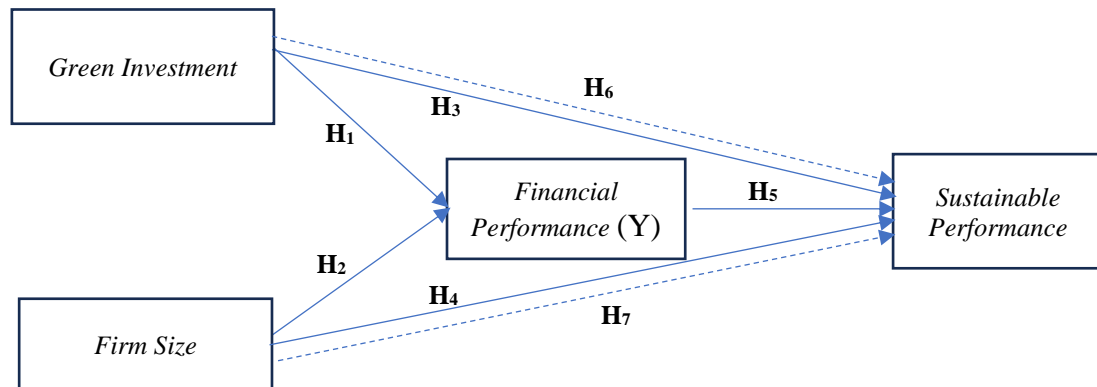 Green Investment
H6
H3
H1
Financial
Performance (Y)
H5
Sustainable
Performance
H2
H4
H7
Firm Size